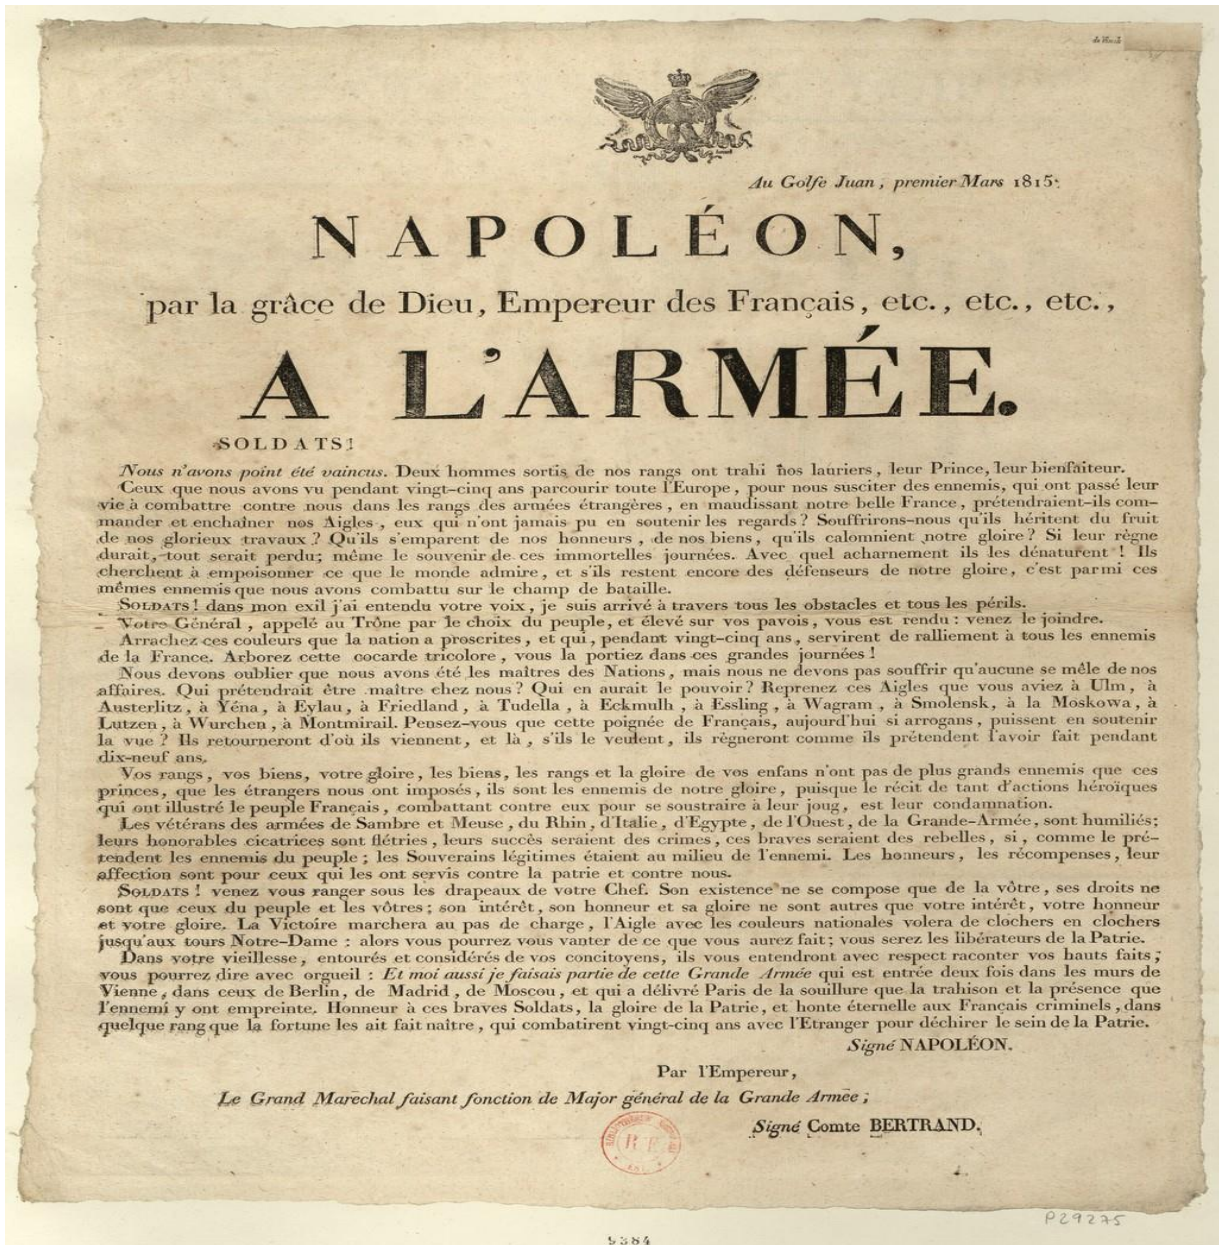 Au Golfe Juan, premier Mars 1815.
NAPOLÉON,
par la grâce de Dieu, Empereur des Français, etc., etc., etc.,
A L'ARMÉE.
SOLDATS!
Nous n'avons point été vaincus. Deux hommes sortis de nos rangs ont trahi nos lauriers, leur Prince, leur bienfaiteur.
Ceux que nous avons vu pendant vingt-cinq ans parcourir toute l'Europe, pour nous susciter des ennemis, qui ont passé leur
vie à combattre contre nous dans les rangs des armées étrangères, en maudissant notre belle France, prétendraient-ils com-
mander et enchaîner nos Aigles, eux qui n'ont jamais pu en soutenir les regards? Souffrirons-nous qu'ils héritent du fruit
de nos glorieux travaux? Qu'ils s'emparent de nos honneurs, de nos biens, qu'ils calomnient notre gloire? Si leur règne
durait, tout serait perdu; même le souvenir de ces immortelles journées. Avec quel acharnement ils les dénaturent! Ils
cherchent à empoisonner ce que le monde admire, et s'ils restent encore des défenseurs de notre gloire, c'est parmi ces
mêmes ennemis que nous avons combattu sur le champ de bataille.
SOLDATS! dans mon exil j'ai entendu votre voix, je suis arrivé à travers tous les obstacles et tous les périls.
Votre Général, appelé au Trône par le choix du peuple, et élevé sur vos pavois, vous est rendu: venez le joindre.
Arrachez ces couleurs que la nation a proscrites, et qui, pendant vingt-cinq ans, servirent de ralliement à tous les ennemis
de la France. Arborez cette cocarde tricolore, vous la portiez dans ces grandes journées!
Nous devons oublier que nous avons été les maîtres des Nations, mais nous ne devons pas souffrir qu'aucune se mêle de nos
affaires. Qui prétendrait être maître chez nous? Qui en aurait le pouvoir? Reprenez ces Aigles que vous aviez à Ulm, à
Austerlitz, à Yéna, à Eylau, à Friedland, à Tudella, à Eckmulh, à Essling, à Wagram, à Smolensk, à la Moskowa, à
Lutzen, à Wurchen, à Montmirail. Pensez-vous que cette poignée de Français, aujourd'hui si arrogans, puissent en soutenir
la vue? Ils retourneront d'où ils viennent, et là, s'ils le veulent, ils règneront comme ils prétendent l'avoir fait pendant
dix-neuf ans.
Vos rangs, vos biens, votre gloire, les biens, les rangs et la gloire de vos enfans n'ont pas de plus grands ennemis que ces
princes, que les étrangers nous ont imposés, ils sont les ennemis de notre gloire, puisque le récit de tant d'actions héroïques
qui ont illustré le peuple Français, combattant contre eux pour se soustraire à leur joug, est leur condamnation.
Les vétérans des armées de Sambre et Meuse, du Rhin, d'Italie, d'Egypte, de l'Ouest, de la Grande-Armée, sont humiliés;
leurs honorables cicatrices sont flétries, leurs succès seraient des crimes, ces braves seraient des rebelles, si, comme le pré-
tendent les ennemis du peuple; les Souverains légitimes étaient au milieu de l'ennemi. Les honneurs, les récompenses, leur
affection sont pour ceux qui les ont servis contre la patrie et contre nous.
SOLDATS! venez vous ranger sous les drapeaux de votre Chef. Son existence ne se compose que de la vôtre, ses droits ne
sont que ceux du peuple et les vôtres; son intérêt, son honneur et sa gloire ne sont autres que votre intérêt, votre honneur
et votre gloire. La Victoire marchera au pas de charge, l'Aigle avec les couleurs nationales volera de clochers en clochers
jusqu'aux tours Notre-Dame: alors vous pourrez vous vanter de ce que vous aurez fait; vous serez les libérateurs de la Patrie.
Dans votre vieillesse, entourés et considérés de vos concitoyens, ils vous entendront avec respect raconter vos hauts faits;
vous pourrez dire avec orgueil: Et moi aussi je faisais partie de cette Grande Armée qui est entrée deux fois dans les murs de
Vienne, dans ceux de Berlin, de Madrid, de Moscou, et qui a délivré Paris de la souillure que la trahison et la présence que
l'ennemi y ont empreinte. Honneur à ces braves Soldats, la gloire de la Patrie, et honte éternelle aux Français criminels, dans
quelque rang que la fortune les ait fait naître, qui combatirent vingt-cinq ans avec l'Etranger pour déchirer le sein de la Patrie.
Signé NAPOLÉON.
Par l'Empereur,
Le Grand Maréchal faisant fonction de Major général de la Grande Armée;
Signé Comte BERTRAND.
P29275
9384